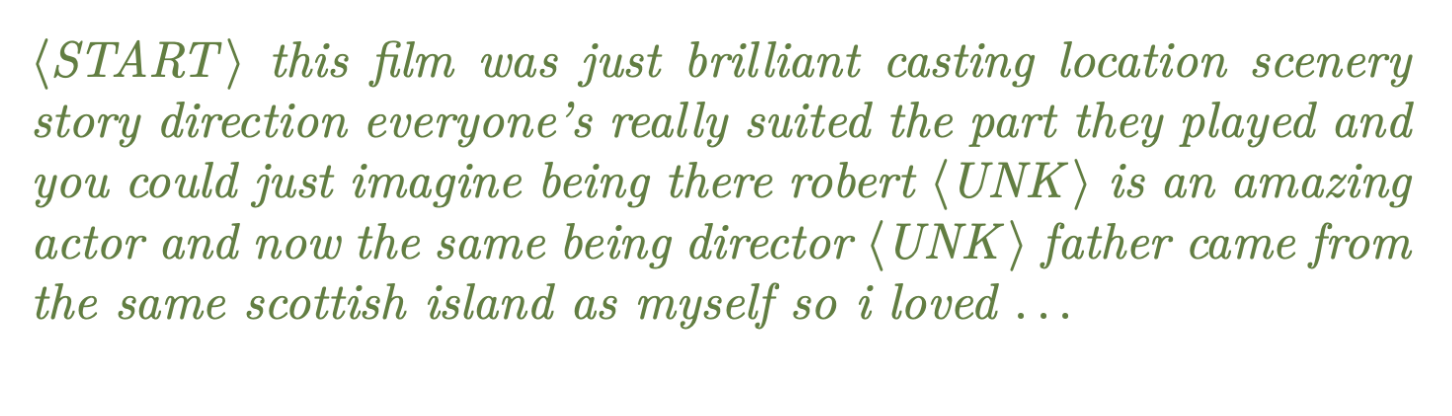 ⟨START⟩ this film was just brilliant casting location scenery
story direction everyone's really suited the part they played and
you could just imagine being there robert ⟨UNK⟩ is an amazing
actor and now the same being director ⟨UNK⟩ father came from
the same scottish island as myself so i loved ...